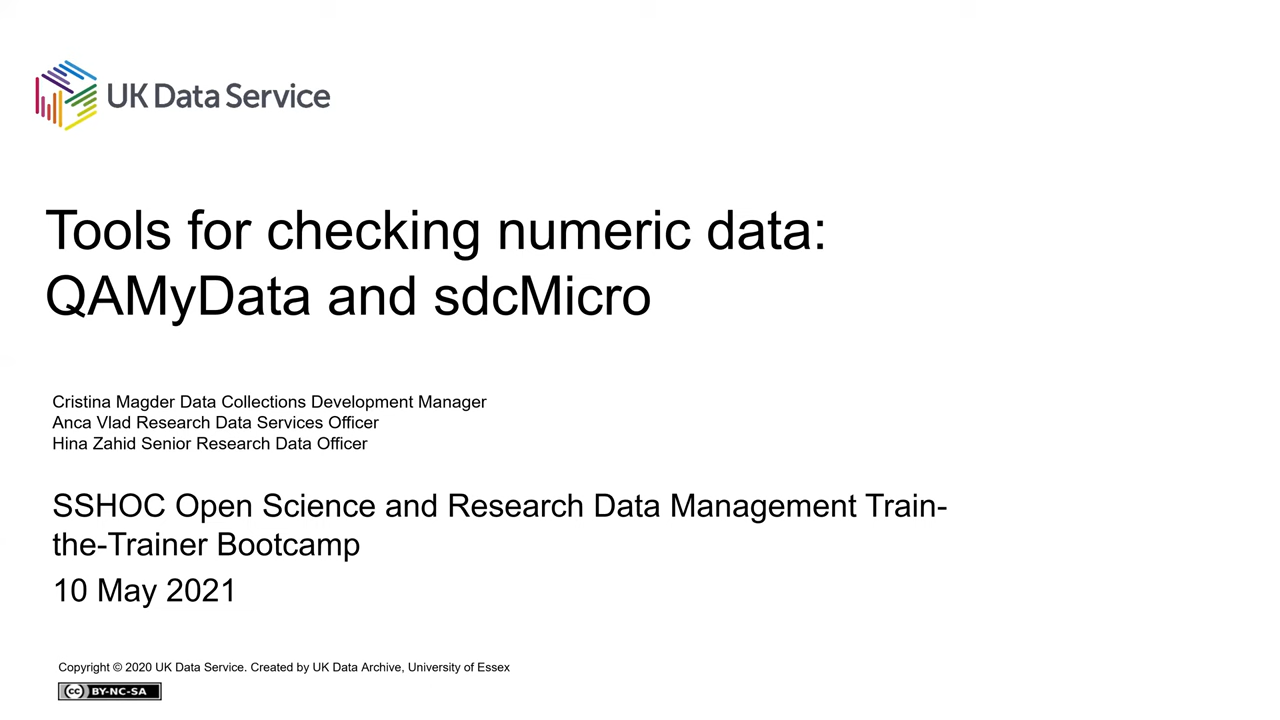 UK Data Service
Tools for checking numeric data:
QAMyData and sdcMicro
Cristina Magder Data Collections Development Manager
Anca Vlad Research Data Services Officer
Hina Zahid Senior Research Data Officer
SSHOC Open Science and Research Data Management Train-
the-Trainer Bootcamp
10 May 2021
Copyright © 2020 UK Data Service. Created by UK Data Archive, University of Essex
cc BY-NC-SA